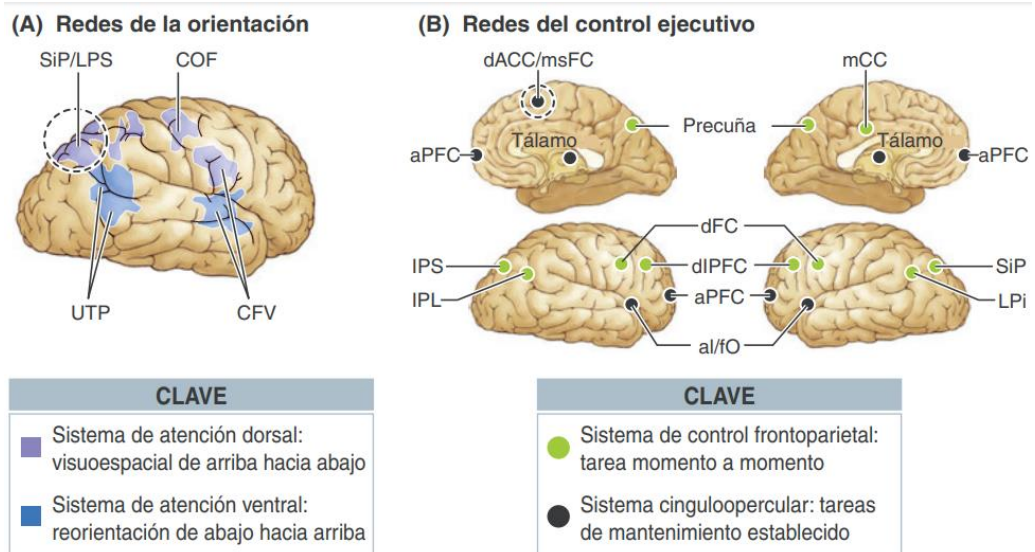 (A) Redes de la orientación
SiP/LPS
COF
UTP
CFV
(B) Redes del control ejecutivo
dACC/msFC
mCC
Precuña
Tálamo
Tálamo
aPFC
aPFC
dFC
IPS
dlPFC
SiP
IPL
aPFC
LPi
al/fO
CLAVE
Sistema de atención dorsal:
visuoespacial de arriba hacia abajo
Sistema de atención ventral:
reorientación de abajo hacia arriba
CLAVE
Sistema de control frontoparietal:
tarea momento a momento
Sistema cinguloopercular: tareas
de mantenimiento establecido